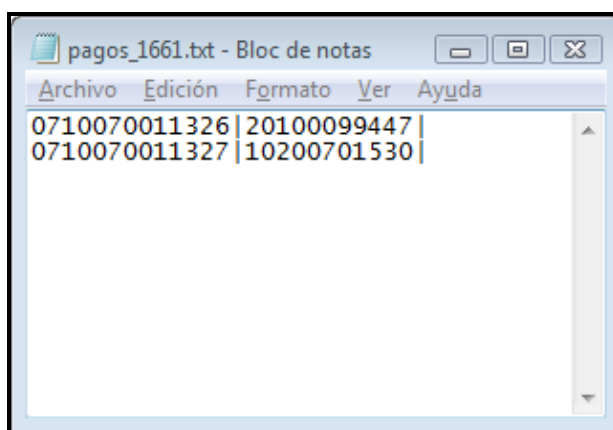 pagos_1661.txt - Bloc de notas
Archivo Edición Formato Ver Ayuda
0710070011326|20100099447|
0710070011327|10200701530|